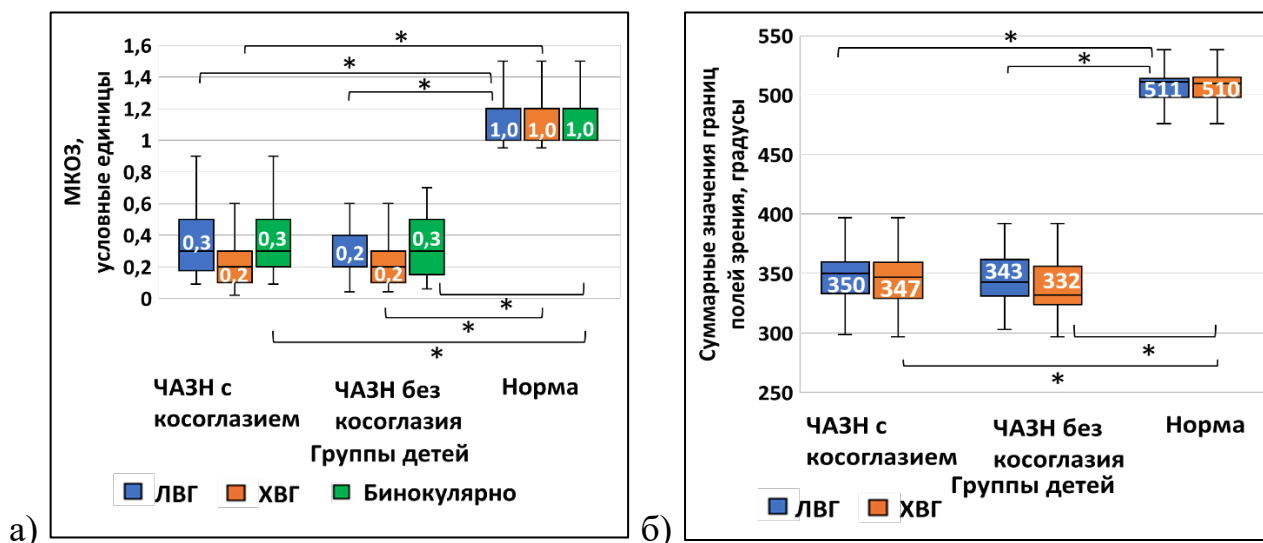 МКОЗ,
условные единицы
1,6
1,4
1,2
1
0,8
0,6
0,4
0,2
0
*
*
*
0,3
0,2
0,3
0,2
0,2
0,3
1,0
1,0
1,0
*
*
*
ЧАЗН с
косоглазием
ЧАЗН без
косоглазия
Норма
Группы детей
ЛВГ ХВГ Бинокулярно
а)
Суммарные значения границ
полей зрения, градусы
550
500
450
400
350
300
250
*
*
350
347
343
332
511
510
*
*
ЧАЗН с
косоглазием
ЧАЗН без
косоглазия
Норма
Группы детей
ЛВГ ХВГ
б)